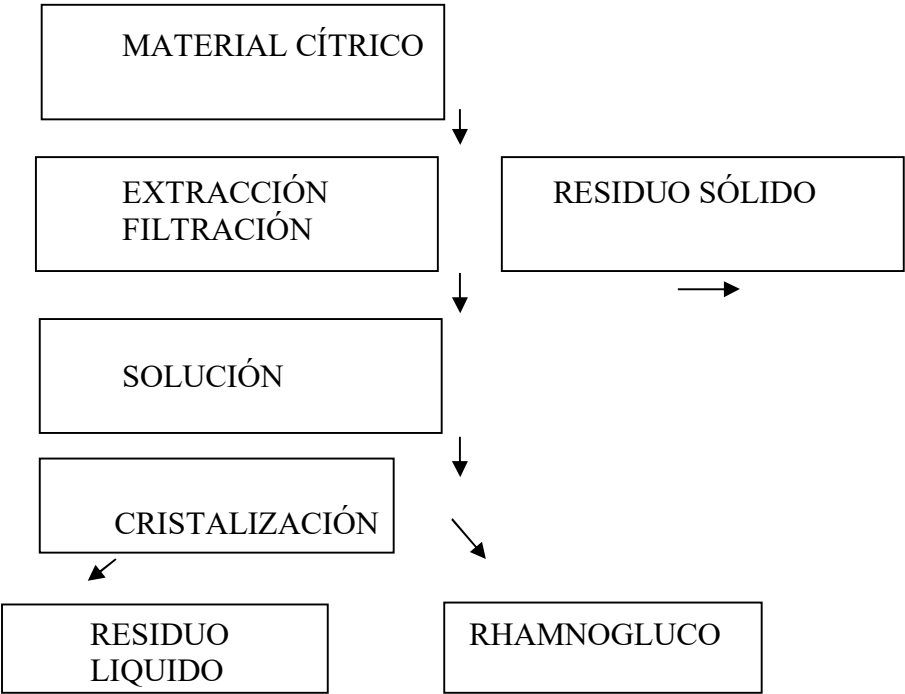 MATERIAL CÍTRICO
EXTRACCIÓN
FILTRACIÓN
RESIDUO SÓLIDO
SOLUCIÓN
CRISTALIZACIÓN
RESIDUO
LIQUIDO
RHAMNOGLUCO